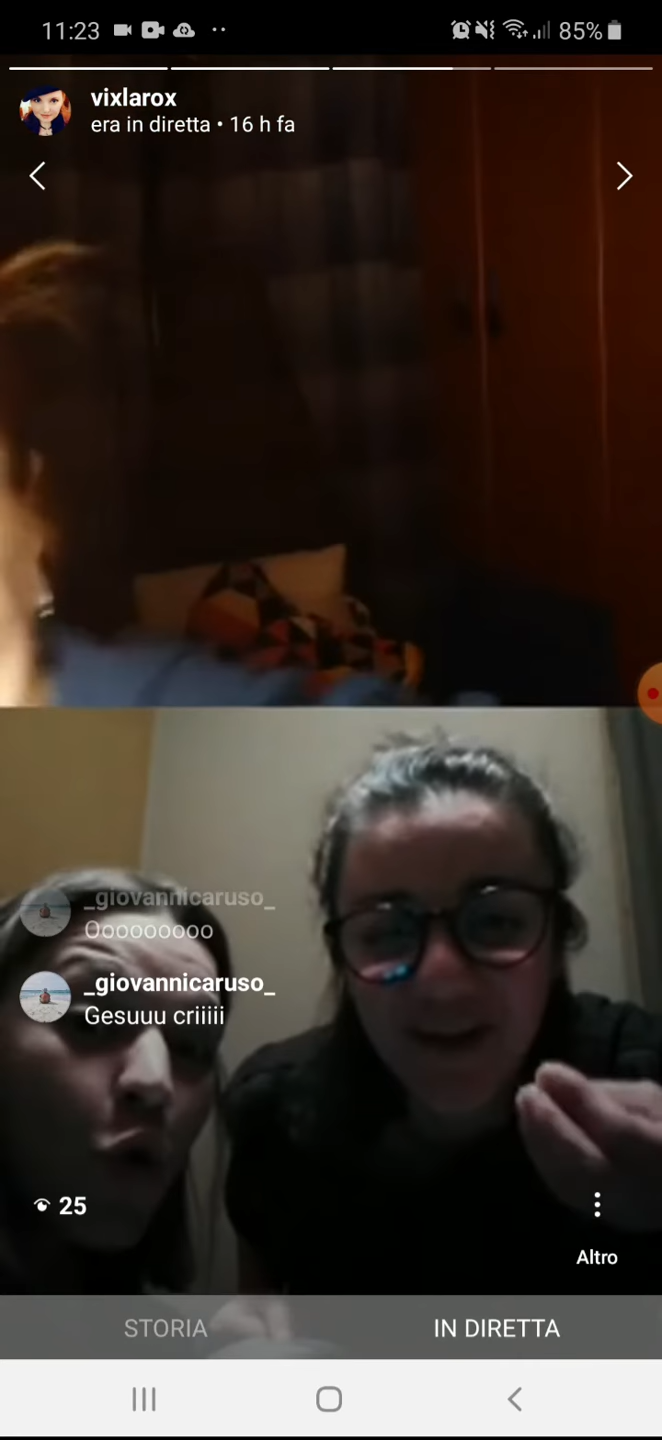 11:23
85%
vixlarox
era in diretta • 16 h fa
_giovannicaruso_
Ooooooooo
_giovannicaruso_
Gesuuu criiiii
25
Altro
STORIA
IN DIRETTA